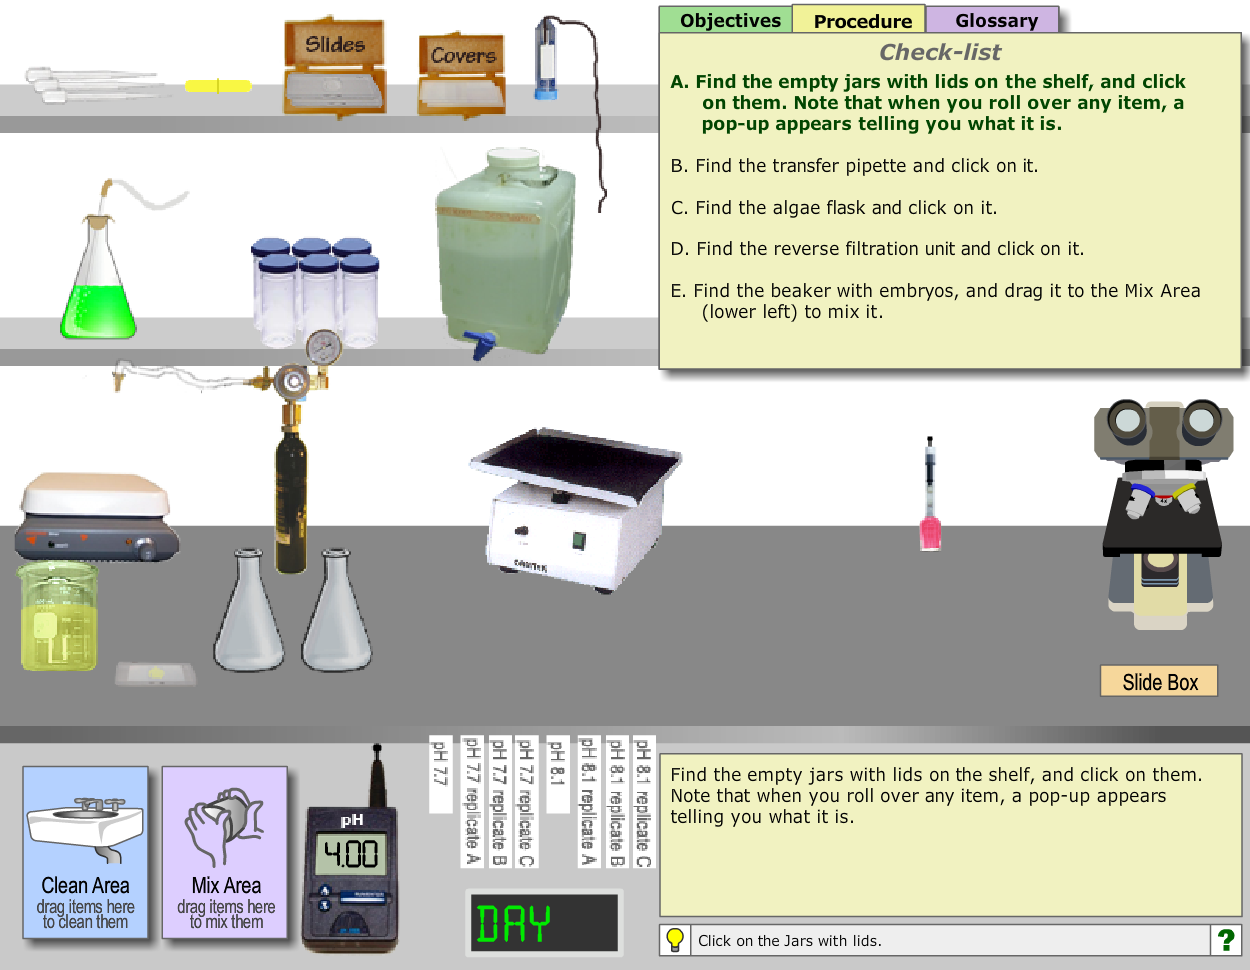 Slides
Covers
Objectives
Procedure
Glossary
Check-list
A. Find the empty jars with lids on the shelf, and click
on them. Note that when you roll over any item, a
pop-up appears telling you what it is.
B. Find the transfer pipette and click on it.
C. Find the algae flask and click on it.
D. Find the reverse filtration unit and click on it.
E. Find the beaker with embryos, and drag it to the Mix Area
(lower left) to mix it.
4x
Slide Box
Clean Area
drag items here
to clean them
Mix Area
drag items here
to mix them
pH
4.00
pH 7.7
pH 7.7 replicate A
pH 7.7 replicate B
pH 7.7 replicate C
pH 8.1
pH 8.1 replicate A
pH 8.1 replicate B
pH 8.1 replicate C
DAY
Find the empty jars with lids on the shelf, and click on them.
Note that when you roll over any item, a pop-up appears
telling you what it is.
Click on the Jars with lids.
?